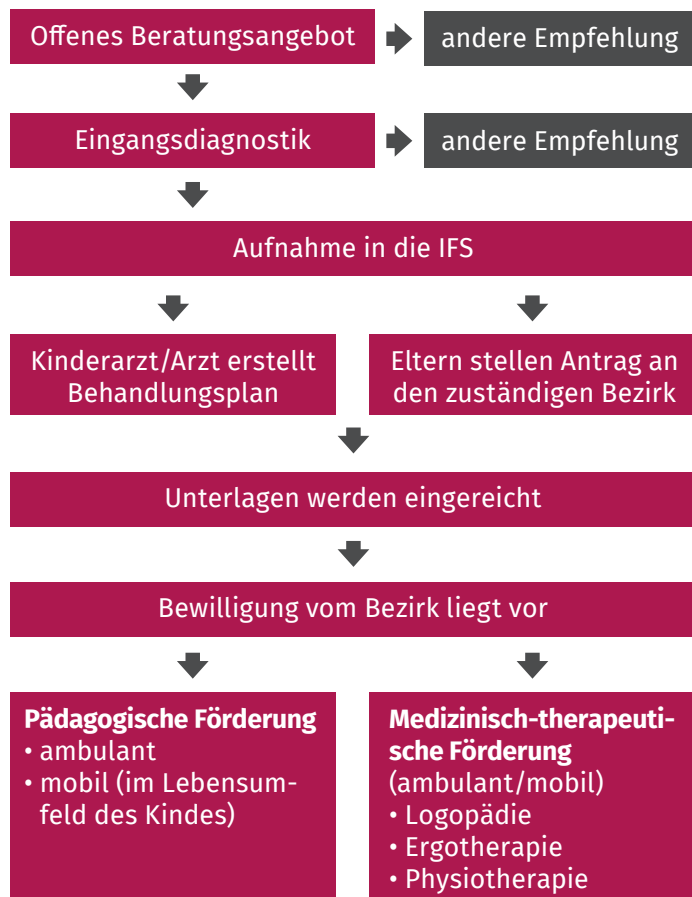 Offenes Beratungsangebot
andere Empfehlung
Eingangsdiagnostik
andere Empfehlung
Aufnahme in die IFS
Kinderarzt/Arzt erstellt
Behandlungsplan
Eltern stellen Antrag an
den zuständigen Bezirk
Unterlagen werden eingereicht
Bewilligung vom Bezirk liegt vor
Pädagogische Förderung
• ambulant
• mobil (im Lebensum-
feld des Kindes)
Medizinisch-therapeuti-
sche Förderung
(ambulant/mobil)
• Logopädie
• Ergotherapie
• Physiotherapie